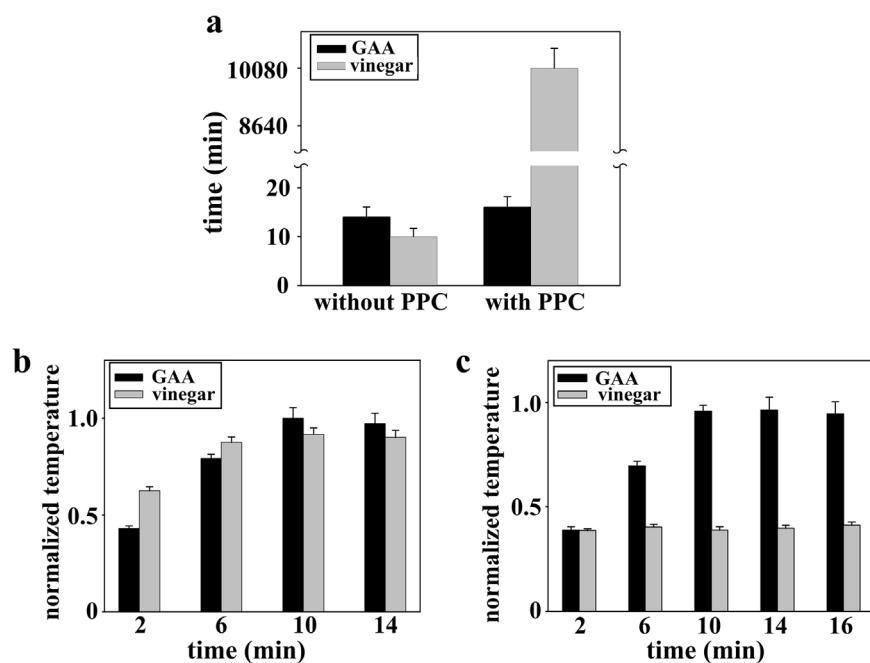 a
GAA
vinegar
10080
8640
20
10
0
time (min)
without PPC with PPC
b
GAA
vinegar
1.0
0.5
0
normalized temperature
2 6 10 14
time (min)
c
GAA
vinegar
1.0
0.5
0
normalized temperature
2 6 10 14 16
time (min)